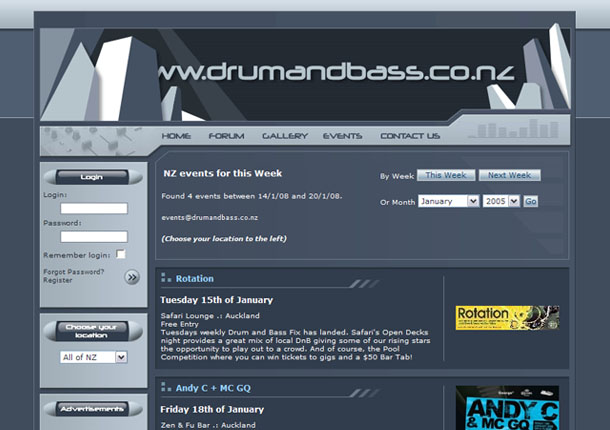 www.drumandbass.co.nz
HOME FORUM GALLERY EVENTS CONTACT US
Login
Login:
Password:
Remember login:
Forgot Password?
Register
Choose your
location
All of NZ
Advertisements
NZ events for this Week
By Week This Week Next Week
Found 4 events between 14/1/08 and 20/1/08.
Or Month January 2005 Go
events@drumandbass.co.nz
(Choose your location to the left)
Rotation
Tuesday 15th of January
Safari Lounge .: Auckland
Free Entry
Tuesdays weekly Drum and Bass Fix has landed. Safari's Open Decks
night provides a great mix of local DnB giving some of our rising stars
the opportunity to play out to a crowd. And of course, the Pool
Competition where you can win tickets to gigs and a $50 Bar Tab!
Rotation
Andy C + MC GQ
Friday 18th of January
Zen & Fu Bar .: Auckland
ANDY C
& MC GQ